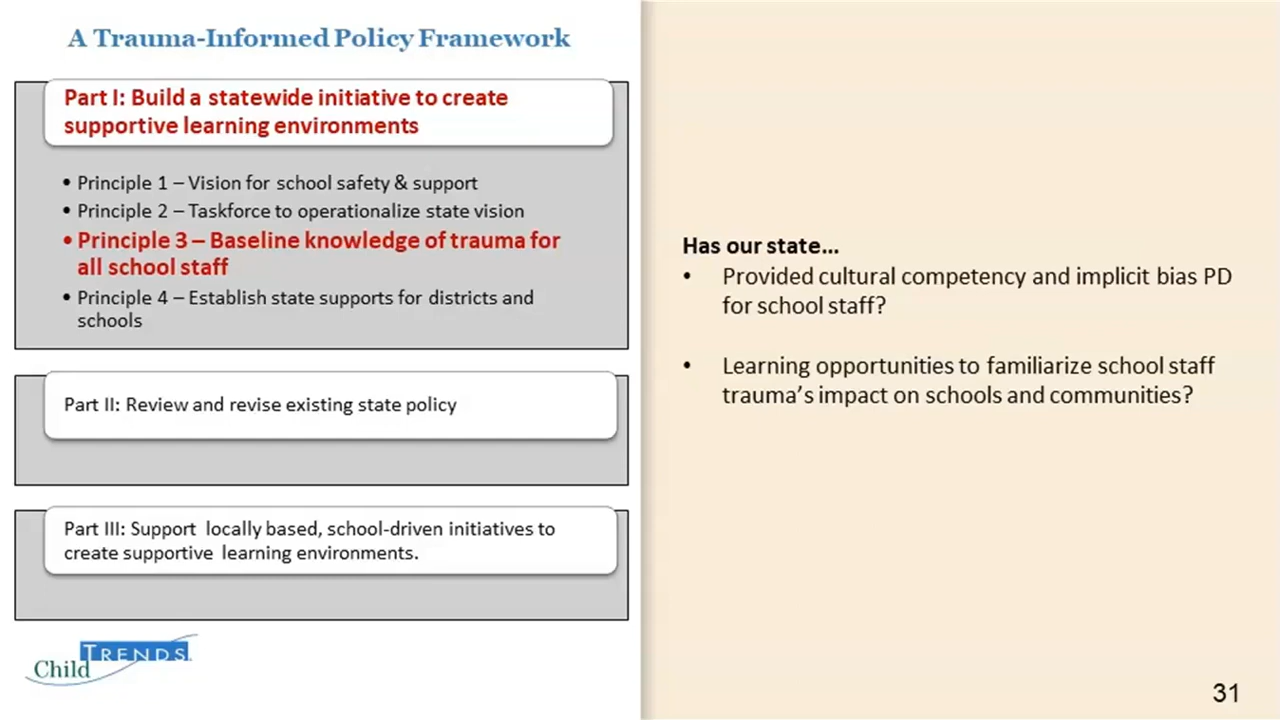 A Trauma-Informed Policy Framework
Part I: Build a statewide initiative to create
supportive learning environments
• Principle 1 – Vision for school safety & support
• Principle 2 – Taskforce to operationalize state vision
• Principle 3 – Baseline knowledge of trauma for
all school staff
• Principle 4 – Establish state supports for districts and
schools
Part II: Review and revise existing state policy
Part III: Support locally based, school-driven initiatives to
create supportive learning environments.
Child TRENDS
Has our state…
• Provided cultural competency and implicit bias PD
for school staff?
• Learning opportunities to familiarize school staff
trauma’s impact on schools and communities?
31